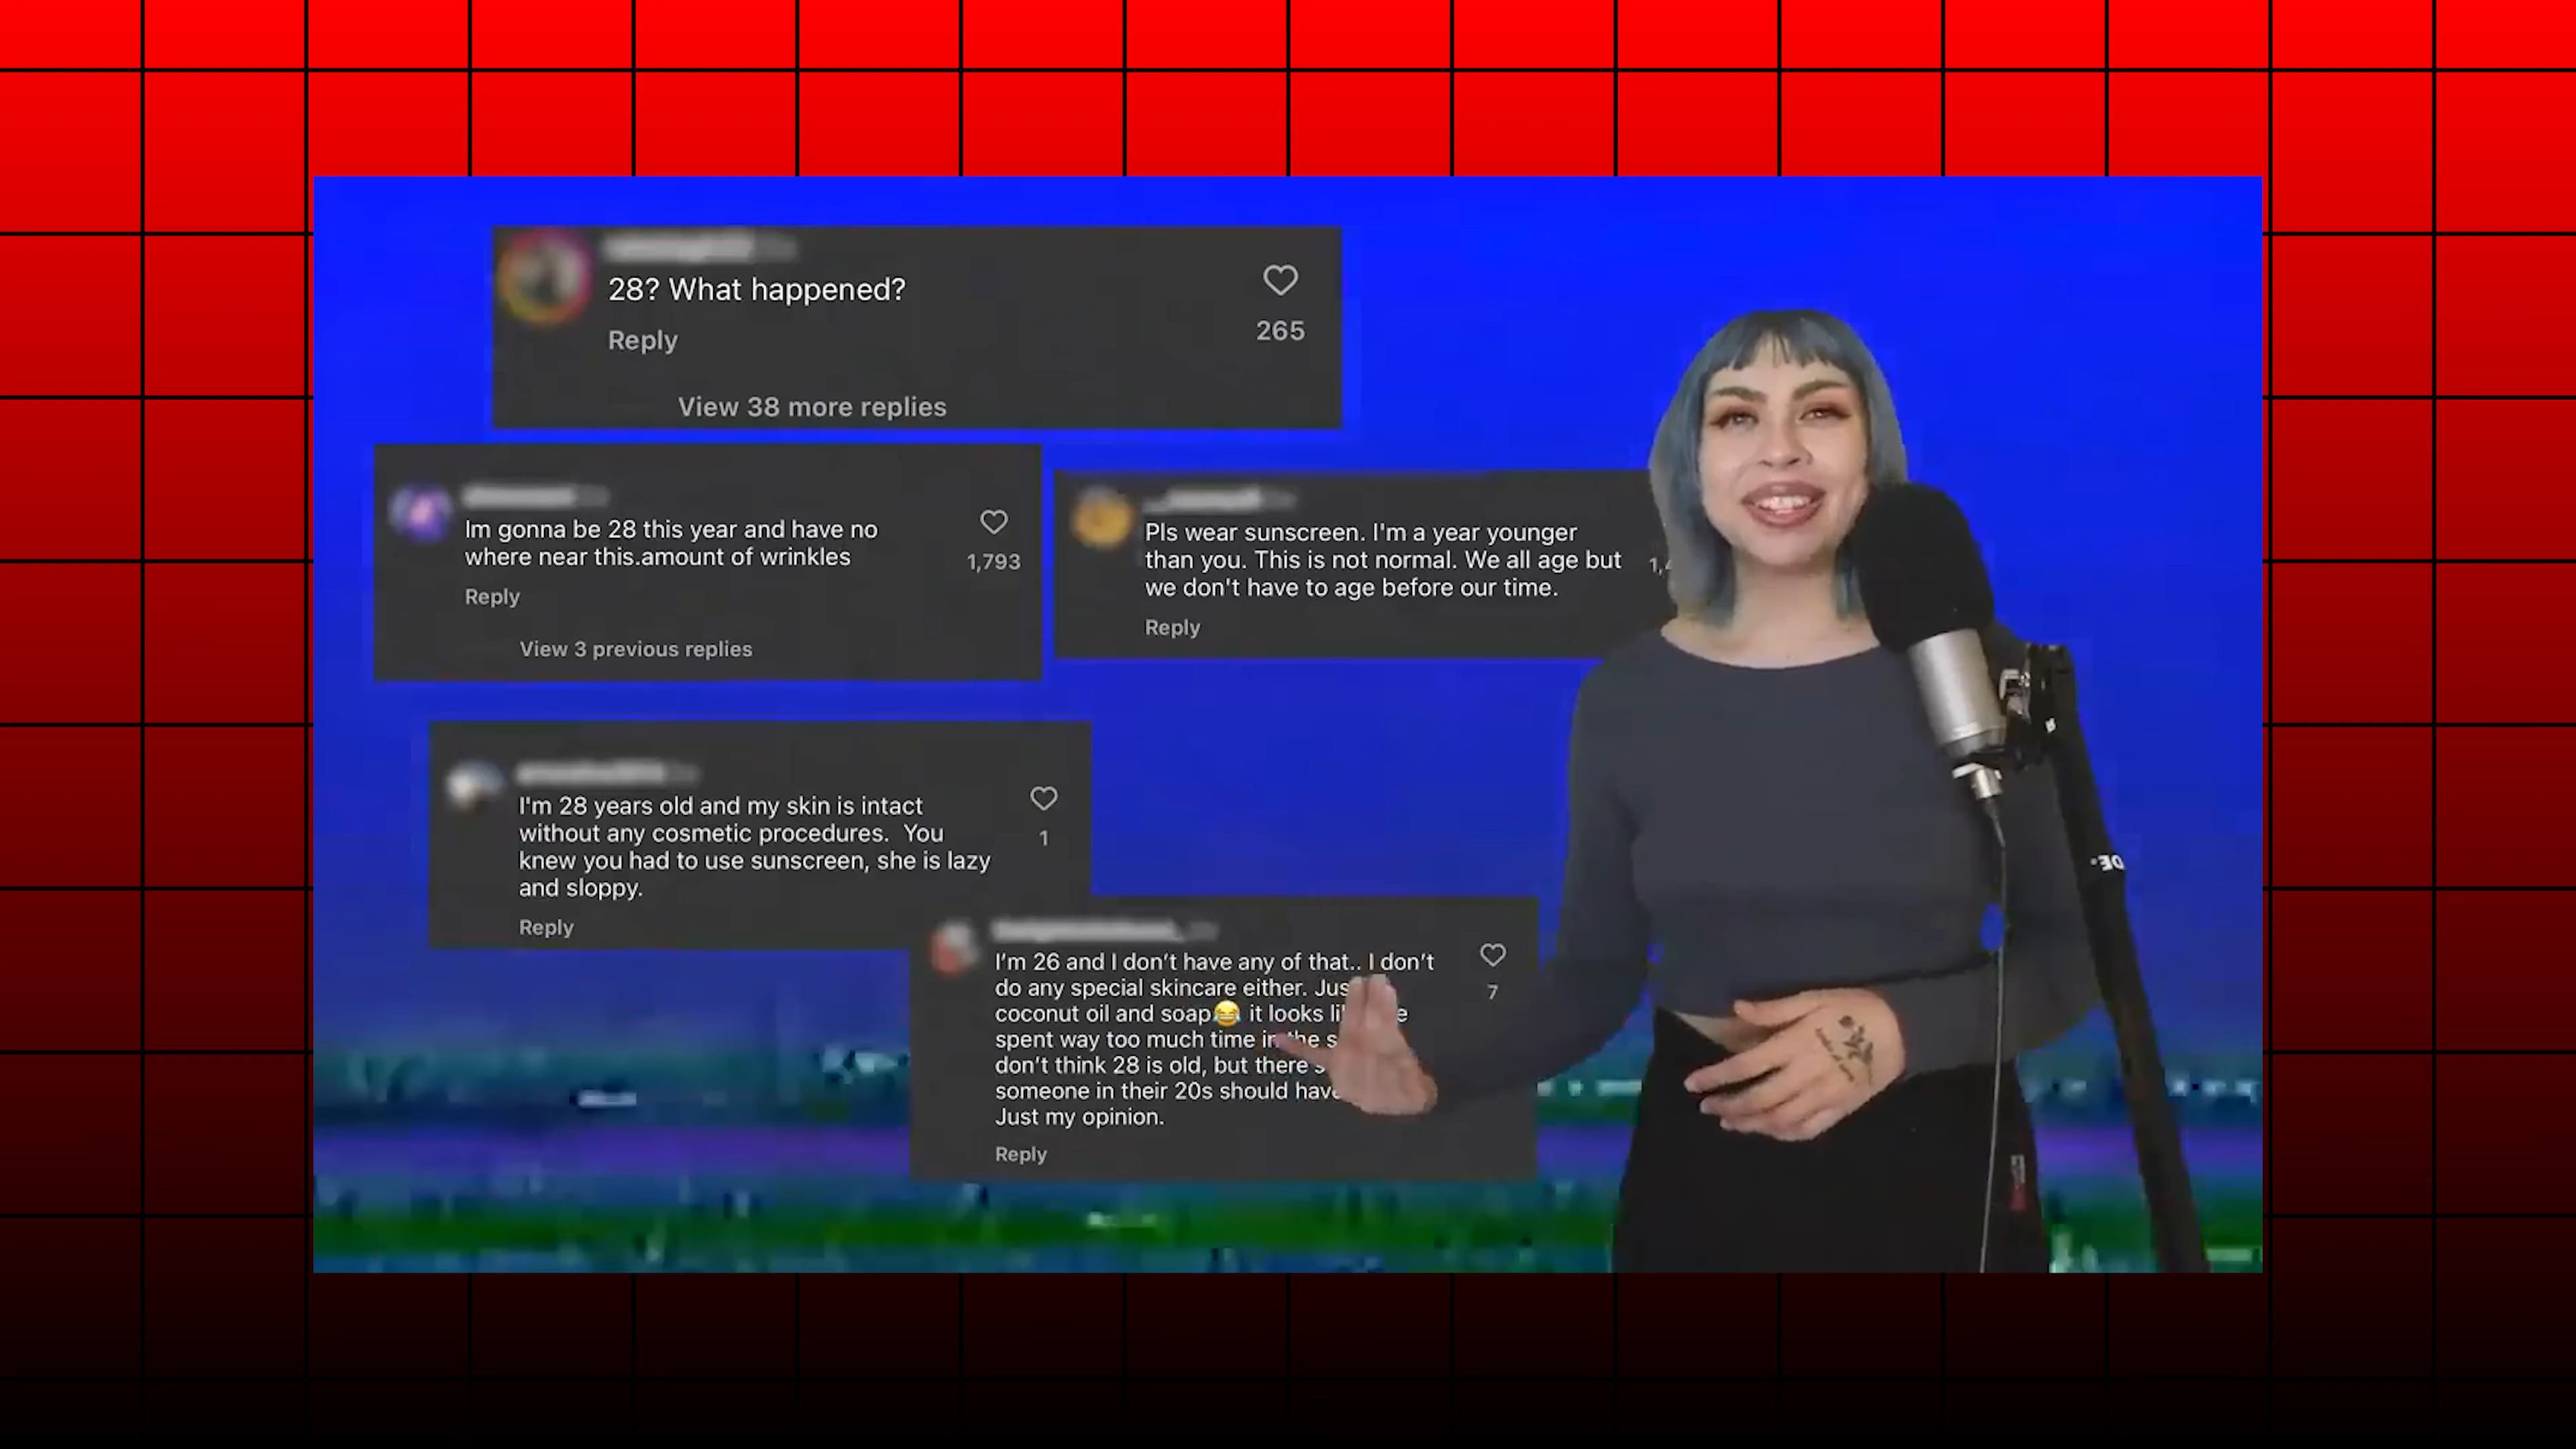 28? What happened?
265
Reply
View 38 more replies
Im gonna be 28 this year and have no
where near this.amount of wrinkles
1,793
Reply
View 3 previous replies
Pls wear sunscreen. I'm a year younger
than you. This is not normal. We all age but
we don't have to age before our time.
Reply
I'm 28 years old and my skin is intact
without any cosmetic procedures. You
knew you had to use sunscreen, she is lazy
and sloppy.
1
Reply
I'm 26 and I don't have any of that.. I don't
do any special skincare either.
coconut oil and soap😂 it looks
spent way too much time in the
don't think 28 is old, but
someone in their 20s should
Just my opinion.
7
Reply